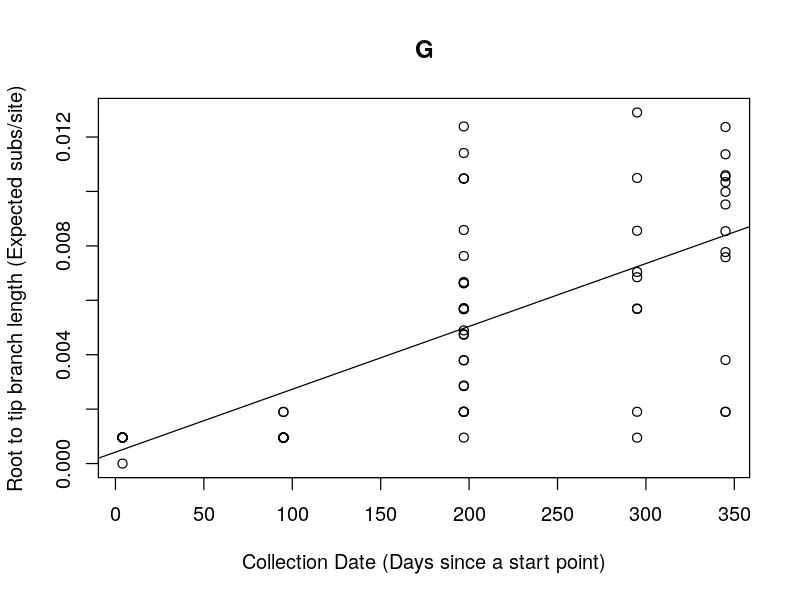 G
Root to tip branch length (Expected subs/site)
0.012
0.008
0.004
0.000
0 50 100 150 200 250 300 350
Collection Date (Days since a start point)